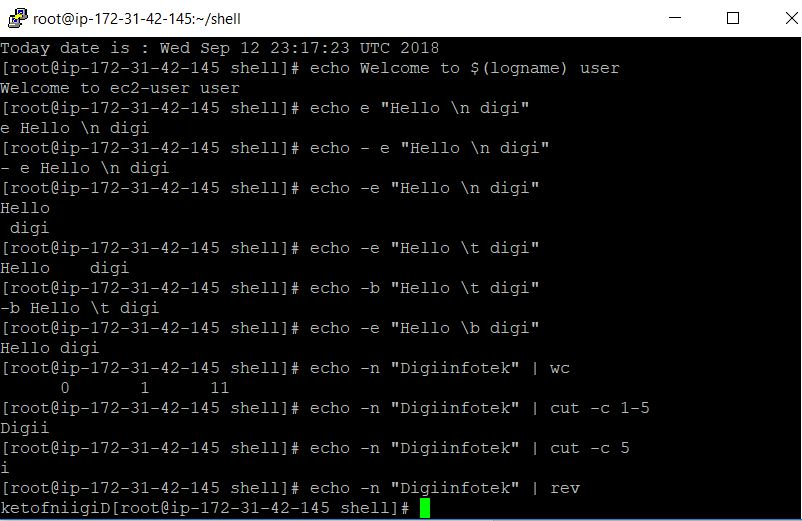 root@ip-172-31-42-145:~/shell
Today date is : Wed Sep 12 23:17:23 UTC 2018
[root@ip-172-31-42-145 shell]# echo Welcome to $(logname) user
Welcome to ec2-user user
[root@ip-172-31-42-145 shell]# echo e "Hello \n digi"
e Hello \n digi
[root@ip-172-31-42-145 shell]# echo - e "Hello \n digi"
- e Hello \n digi
[root@ip-172-31-42-145 shell]# echo -e "Hello \n digi"
Hello
 digi
[root@ip-172-31-42-145 shell]# echo -e "Hello \t digi"
Hello    digi
[root@ip-172-31-42-145 shell]# echo -b "Hello \t digi"
-b Hello \t digi
[root@ip-172-31-42-145 shell]# echo -e "Hello \b digi"
Hello digi
[root@ip-172-31-42-145 shell]# echo -n "Digiinfotek" | wc
      0       1      11
[root@ip-172-31-42-145 shell]# echo -n "Digiinfotek" | cut -c 1-5
Digii
[root@ip-172-31-42-145 shell]# echo -n "Digiinfotek" | cut -c 5
i
[root@ip-172-31-42-145 shell]# echo -n "Digiinfotek" | rev
ketofniigiD[root@ip-172-31-42-145 shell]#